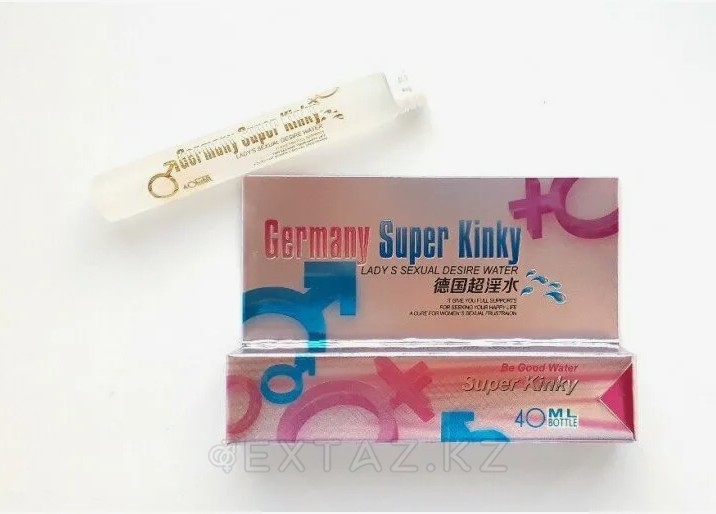 Germany Super Kinky
LADY'S SEXUAL DESIRE WATER
40ML
Germany Super Kinky
LADY S SEXUAL DESIRE WATER
德国超淫水
IT GIVE YOU FULL SUPPORTS
FOR SEEKING YOUR HAPPY LIFE
A CURE FOR WOMEN'S SEXUAL FRUSTRAION
Be Good Water
Super Kinky
40 ML
BOTTLE
EXTAZ.KZ